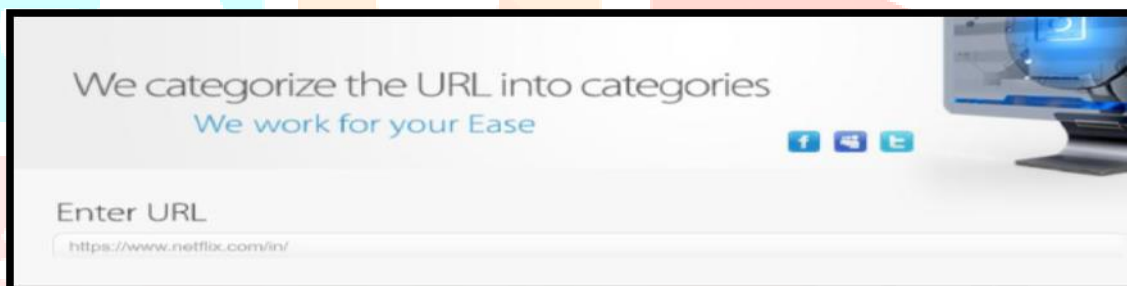 We categorize the URL into categories
We work for your Ease
Enter URL
https://www.netflix.com/in/